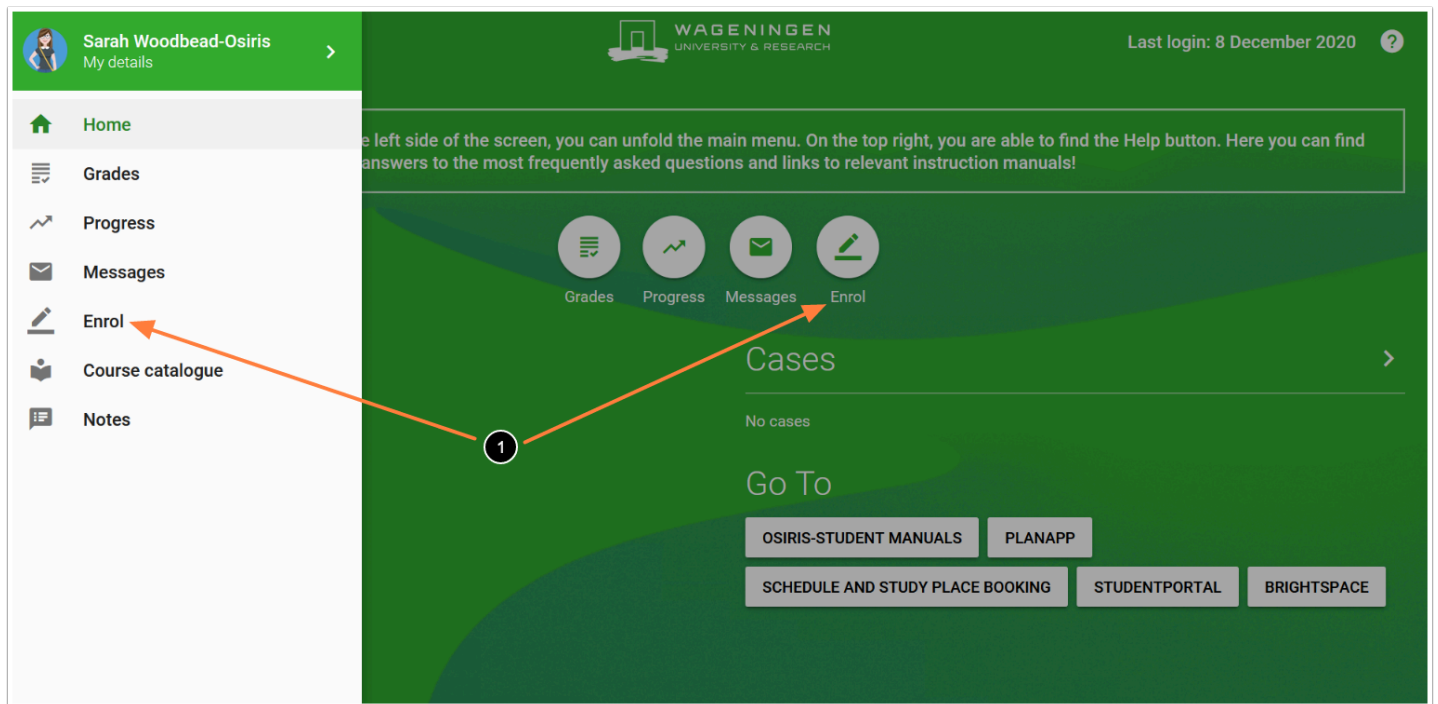 Sarah Woodbead-Osiris
My details
WAGENINGEN
UNIVERSITY & RESEARCH
Last login: 8 December 2020
?
Home
Grades
Progress
Messages
Enrol
Course catalogue
Notes
e left side of the screen, you can unfold the main menu. On the top right, you are able to find the Help button. Here you can find
answers to the most frequently asked questions and links to relevant instruction manuals!
Grades Progress Messages Enrol
1
Cases
No cases
Go To
OSIRIS-STUDENT MANUALS PLANAPP
SCHEDULE AND STUDY PLACE BOOKING STUDENTPORTAL BRIGHTSPACE